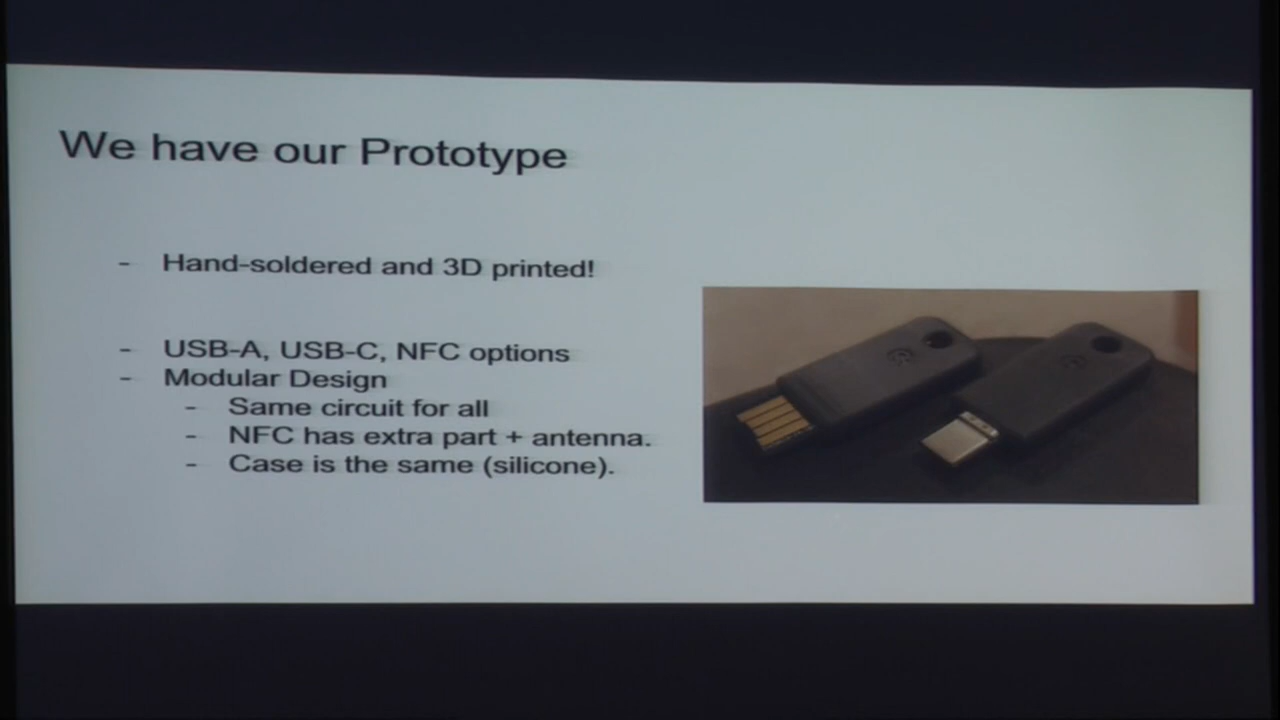 We have our Prototype
- Hand-soldered and 3D printed!
- USB-A, USB-C, NFC options
- Modular Design
- Same circuit for all
- NFC has extra part + antenna.
- Case is the same (silicone).